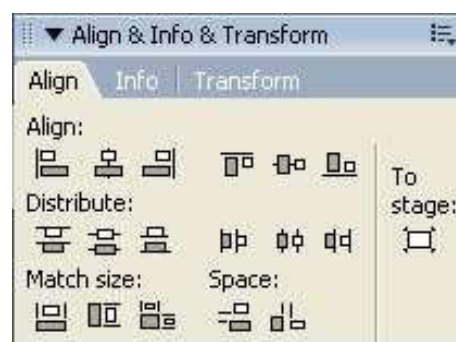 Align & Info & Transform
Align Info Transform
Align:
To
stage:
Distribute:
Match size: Space: